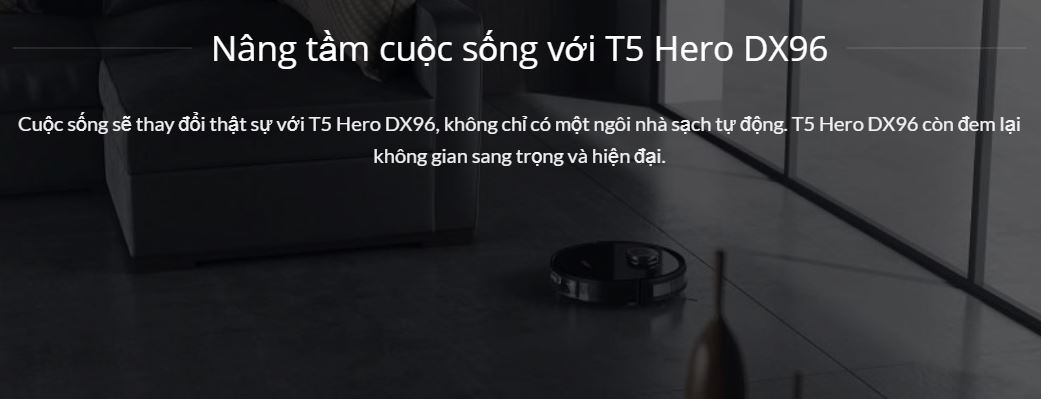 Nâng tầm cuộc sống với T5 Hero DX96
Cuộc sống sẽ thay đổi thật sự với T5 Hero DX96, không chỉ có một ngôi nhà sạch tự động. T5 Hero DX96 còn đem lại
không gian sang trọng và hiện đại.